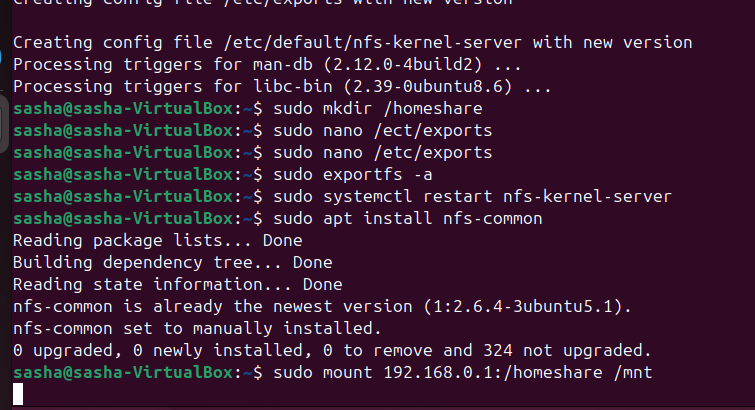 Creating config file /etc/exports with new version
Creating config file /etc/default/nfs-kernel-server with new version
Processing triggers for man-db (2.12.0-4build2) ...
Processing triggers for libc-bin (2.39-0ubuntu8.6) ...
sasha@sasha-VirtualBox:~$ sudo mkdir /homeshare
sasha@sasha-VirtualBox:~$ sudo nano /ect/exports
sasha@sasha-VirtualBox:~$ sudo nano /etc/exports
sasha@sasha-VirtualBox:~$ sudo exportfs -a
sasha@sasha-VirtualBox:~$ sudo systemctl restart nfs-kernel-server
sasha@sasha-VirtualBox:~$ sudo apt install nfs-common
Reading package lists... Done
Building dependency tree... Done
Reading state information... Done
nfs-common is already the newest version (1:2.6.4-3ubuntu5.1).
nfs-common set to manually installed.
0 upgraded, 0 newly installed, 0 to remove and 324 not upgraded.
sasha@sasha-VirtualBox:~$ sudo mount 192.168.0.1:/homeshare /mnt